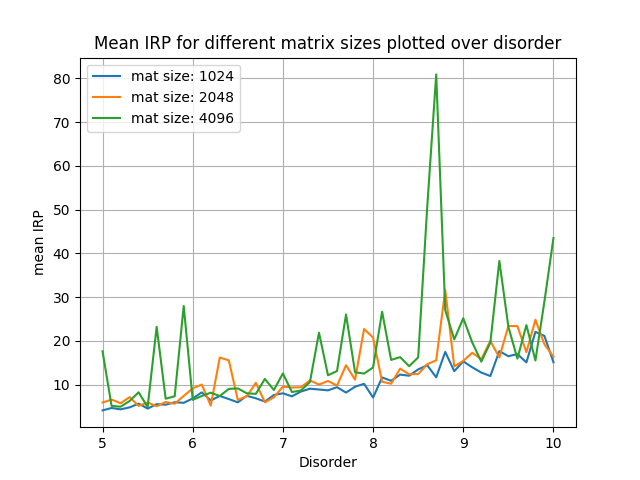 Mean IRP for different matrix sizes plotted over disorder
mat size: 1024
mat size: 2048
mat size: 4096
mean IRP
80
70
60
50
40
30
20
10
5 6 7 8 9 10
Disorder